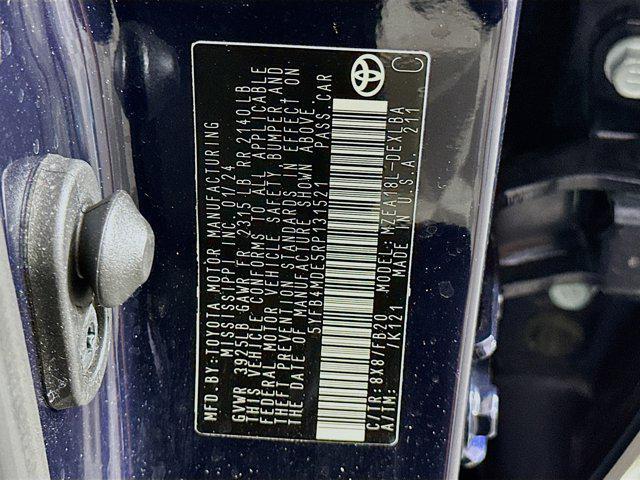 MFD.BY:TOYOTA MOTOR MANUFACTURING
MISSISSIPPI INC. 01/24
GVWR 3925LB GAWR FR 2315 LB RR 2140LB
THIS VEHICLE CONFORMS TO ALL APPLICABLE
FEDERAL MOTOR VEHICLE SAFETY BUMPER AND
THEFT PREVENTION STANDARDS IN EFFECT ON
THE DATE OF MANUFACTURE SHOWN ABOVE.
PASS CAR
C/TR:8X8/FB20 MODEL:MZEA18L-DEXLBA
A/TM: /K121 MADE IN U.S.A. 211
C